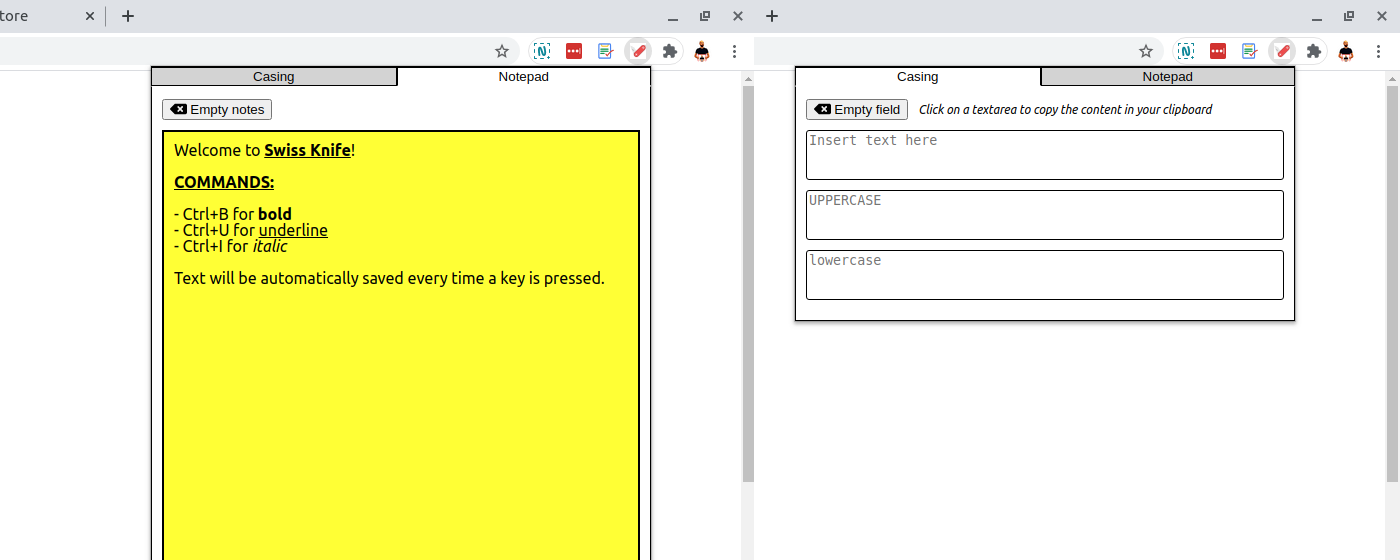 tore
Casing
Notepad
Empty notes
Welcome to Swiss Knife!
COMMANDS:
- Ctrl+B for bold
- Ctrl+U for underline
- Ctrl+I for italic
Text will be automatically saved every time a key is pressed.
Casing
Notepad
Empty field
Click on a textarea to copy the content in your clipboard
Insert text here
UPPERCASE
lowercase